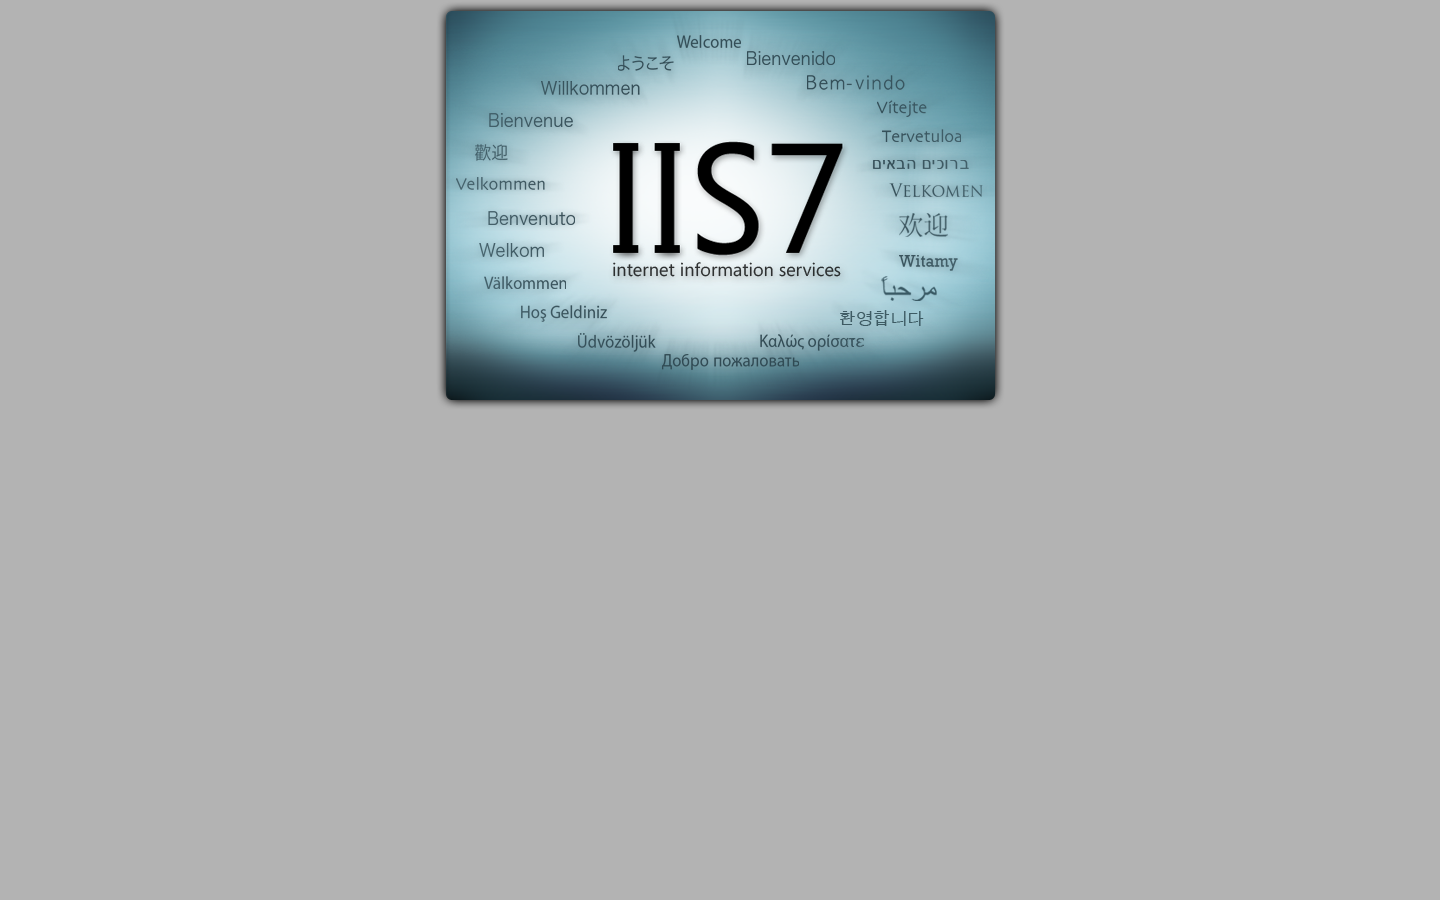 Welcome
ようこそ
Bienvenido
Willkommen
Bem-vindo
Vítejte
Bienvenue
Tervetuloa
歡迎
ברוכים הבאים
Velkommen
VELKOMEN
IIS7
Benvenuto
欢迎
Welkom
Witamy
internet information services
Välkommen
مرحباً
Hoş Geldiniz
환영합니다
Üdvözöljük
Καλώς ορίσατε
Добро пожаловать